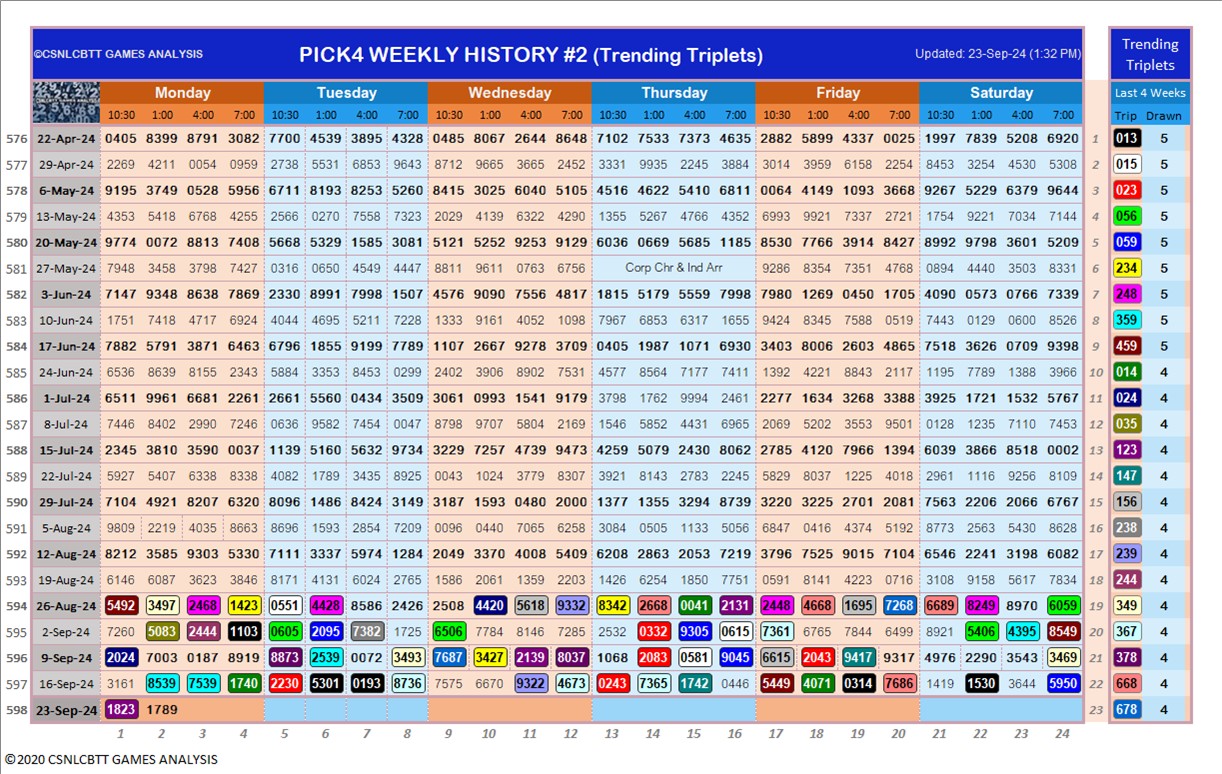 ©CSNLCBTT GAMES ANALYSIS PICK4 WEEKLY HISTORY #2 (Trending Triplets) Updated: 23-Sep-24 (1:32 PM)
Trending
Triplets
Monday Tuesday Wednesday Thursday Friday Saturday Last 4 Weeks
10:30 1:00 4:00 7:00 10:30 1:00 4:00 7:00 10:30 1:00 4:00 7:00 10:30 1:00 4:00 7:00 10:30 1:00 4:00 7:00 10:30 1:00 4:00 7:00 Trip Drawn
576 22-Apr-24 0405 8399 8791 3082 7700 4539 3895 4328 0485 8067 2644 8648 7102 7533 7373 4635 2882 5899 4337 0025 1997 7839 5208 6920 1 013 5
577 29-Apr-24 2269 4211 0054 0959 2738 5531 6853 9643 8712 9665 3665 2452 3331 9935 2245 3884 3014 3959 6158 2254 8453 3254 4530 5308 2 015 5
578 6-May-24 9195 3749 0528 5956 6711 8193 8253 5260 8415 3025 6040 5105 4516 4622 5410 6811 0064 4149 1093 3668 9267 5229 6379 9644 3 023 5
579 13-May-24 4353 5418 6768 4255 2566 0270 7558 7323 2029 4139 6322 4290 1355 5267 4766 4352 6993 9921 7337 2721 1754 9221 7034 7144 4 056 5
580 20-May-24 9774 0072 8813 7408 5668 5329 1585 3081 5121 5252 9253 9129 6036 0669 5685 1185 8530 7766 3914 8427 8992 9798 3601 5209 5 059 5
581 27-May-24 7948 3458 3798 7427 0316 0650 4549 4447 8811 9611 0763 6756 Corp Chr & Ind Arr 9286 8354 7351 4768 0894 4440 3503 8331 6 234 5
582 3-Jun-24 7147 9348 8638 7869 2330 8991 7998 1507 4576 9090 7556 4817 1815 5179 5559 7998 7980 1269 0450 1705 4090 0573 0766 7339 7 248 5
583 10-Jun-24 1751 7418 4717 6924 4044 4695 5211 7228 1333 9161 4052 1098 7967 6853 6317 1655 9424 8345 7588 0519 7443 0129 0600 8526 8 359 5
584 17-Jun-24 7882 5791 3871 6463 6796 1855 9199 7789 1107 2667 9278 3709 0405 1987 1071 6930 3403 8006 2603 4865 7518 3626 0709 9398 9 459 5
585 24-Jun-24 6536 8639 8155 2343 5884 3353 8453 0299 2402 3906 8902 7531 4577 8564 7177 7411 1392 4221 8843 2117 1195 7789 1388 3966 10 014 4
586 1-Jul-24 6511 9961 6681 2261 2661 5560 0434 3509 3061 0993 1541 9179 3798 1762 9994 2461 2277 1634 3268 3388 3925 1721 1532 5767 11 024 4
587 8-Jul-24 7446 8402 2990 7246 0636 9582 7454 0047 8798 9707 5804 2169 1546 5852 4431 6965 2069 5202 3553 9501 0128 1235 7110 7453 12 035 4
588 15-Jul-24 2345 3810 3590 0037 1139 5160 5632 9734 3229 7257 4739 9473 4259 5079 2430 8062 2785 4120 7966 1394 6039 3866 8518 0002 13 123 4
589 22-Jul-24 5927 5407 6338 8338 4082 1789 3435 8925 3043 1024 3779 8307 3921 8143 0787 2245 5829 8037 1225 4018 2961 1116 9256 8109 14 147 4
590 29-Jul-24 7104 4921 8207 6320 8096 1486 8424 3149 3187 1593 0480 2000 1377 1355 3294 8739 3220 3225 2701 2081 7563 2206 2066 6767 15 156 4
591 5-Aug-24 9809 2219 4035 8663 8696 1593 2854 7209 0096 0440 7065 6258 3084 0505 1133 5056 6847 0416 4374 5192 8773 2563 5430 8628 16 238 4
592 12-Aug-24 8212 3585 9303 5330 7111 3337 5974 1284 2049 3370 4008 5409 6208 2863 2053 7219 3796 7525 9015 7104 6546 2241 3198 6082 17 239 4
593 19-Aug-24 6146 6087 3623 3846 8171 4131 6024 2765 1586 2061 1359 2203 1426 6254 1850 7751 0591 8141 4223 0716 3108 9158 5617 7834 18 244 4
594 26-Aug-24 5492 3497 2468 1423 0551 4428 8586 2426 2508 4420 5618 9332 8342 2668 0041 2131 2448 4668 1695 7268 6689 8249 8970 6059 19 349 4
595 2-Sep-24 7260 5083 2444 1103 0605 2095 7382 1725 6506 7784 8146 7285 2532 0332 9305 0615 7361 6765 7844 6499 8921 5406 4395 8549 20 367 4
596 9-Sep-24 2024 7003 0187 8919 8873 2539 0072 3493 7687 3427 2139 8037 1068 2083 0581 9045 6615 2043 9417 9317 4976 2290 3543 3469 21 378 4
597 16-Sep-24 3161 8539 7539 1740 2230 5301 0193 8736 7575 6670 9322 4673 0243 7365 1742 0446 5449 4071 0314 7686 1419 1530 3644 5950 22 668 4
598 23-Sep-24 1823 1789 23 678 4
1 2 3 4 5 6 7 8 9 10 11 12 13 14 15 16 17 18 19 20 21 22 23 24
©2020 CSNLCBTT GAMES ANALYSIS